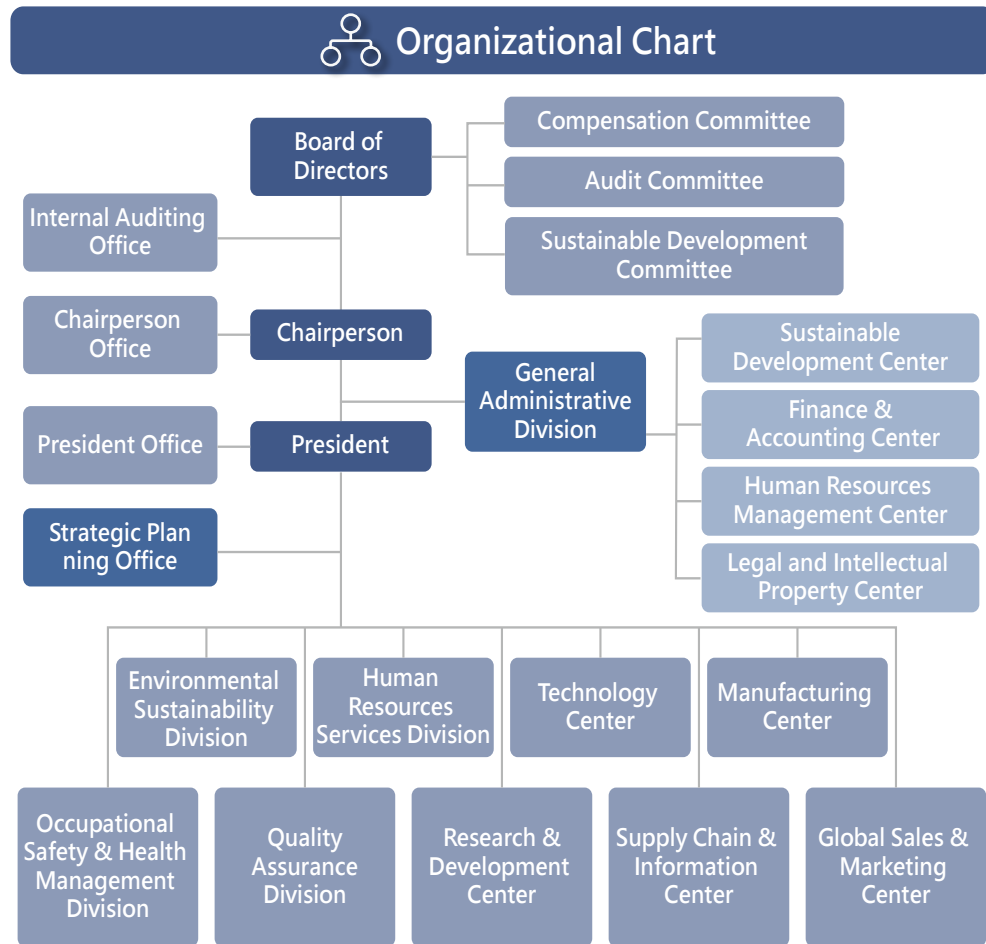 Organizational Chart
Board of
Directors
Compensation Committee
Audit Committee
Sustainable Development
Committee
Internal Auditing
Office
Chairperson
Office
Chairperson
General
Administrative
Division
Sustainable
Development Center
Finance &
Accounting Center
Human Resources
Management Center
Legal and Intellectual
Property Center
President Office
President
Strategic Plan
ning Office
Environmental
Sustainability
Division
Human
Resources
Services Division
Technology
Center
Manufacturing
Center
Occupational
Safety & Health
Management
Division
Quality
Assurance
Division
Research &
Development
Center
Supply Chain &
Information
Center
Global Sales &
Marketing
Center